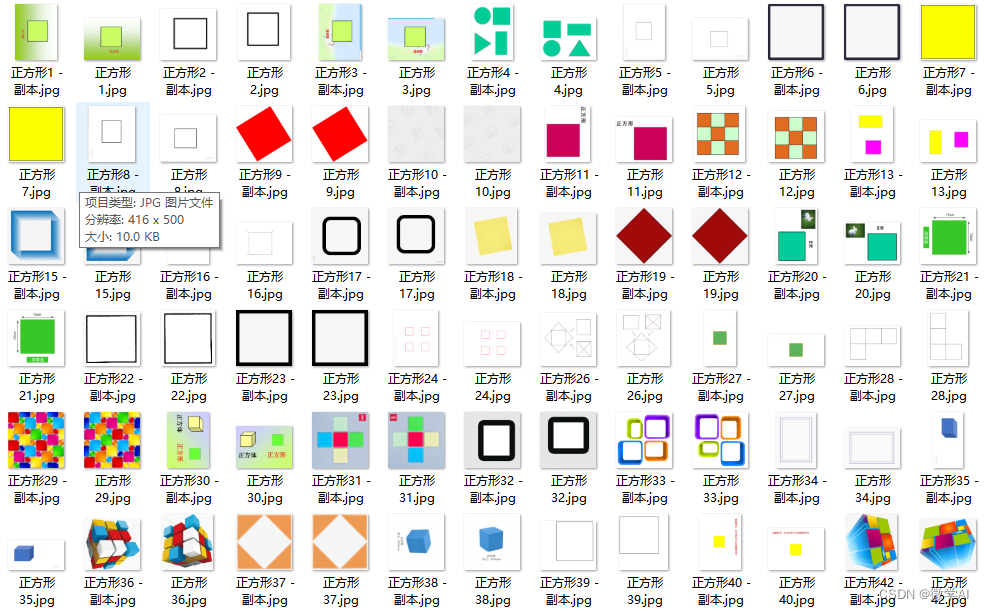 正方形1 - 副本.jpg
正方形 1.jpg
正方形2 - 副本.jpg
正方形 2.jpg
正方形3 - 副本.jpg
正方形 3.jpg
正方形4 - 副本.jpg
正方形 4.jpg
正方形5 - 副本.jpg
正方形 5.jpg
正方形6 - 副本.jpg
正方形 6.jpg
正方形7 - 副本.jpg
正方形 7.jpg
正方形8 - 副本.jpg
正方形 8.jpg
项目类型: JPG 图片文件
分辨率: 416 x 500
大小: 10.0 KB
正方形9 - 副本.jpg
正方形 9.jpg
正方形10 - 副本.jpg
正方形 10.jpg
正方形
正方形11 - 副本.jpg
正方形
正方形 11.jpg
正方形12 - 副本.jpg
正方形 12.jpg
正方形13 - 副本.jpg
正方形 13.jpg
正方形15 - 副本.jpg
正方形 15.jpg
正方形16 - 副本.jpg
正方形 16.jpg
正方形17 - 副本.jpg
正方形 17.jpg
正方形18 - 副本.jpg
正方形 18.jpg
正方形19 - 副本.jpg
正方形 19.jpg
正方形20 - 副本.jpg
正方形 20.jpg
正方形21 - 副本.jpg
正方形 21.jpg
正方形22 - 副本.jpg
正方形 22.jpg
正方形23 - 副本.jpg
正方形 23.jpg
正方形24 - 副本.jpg
正方形 24.jpg
正方形26 - 副本.jpg
正方形 26.jpg
正方形27 - 副本.jpg
正方形 27.jpg
正方形28 - 副本.jpg
正方形 28.jpg
正方形29 - 副本.jpg
正方形 29.jpg
正方体 正方形
正方形30 - 副本.jpg
正方体 正方形
正方形 30.jpg
正方形31 - 副本.jpg
正方形 31.jpg
正方形32 - 副本.jpg
正方形 32.jpg
正方形33 - 副本.jpg
正方形 33.jpg
正方形34 - 副本.jpg
正方形 34.jpg
正方形35 - 副本.jpg
正方形 35.jpg
正方形36 - 副本.jpg
正方形 36.jpg
正方形37 - 副本.jpg
正方形 37.jpg
正方形38 - 副本.jpg
正方形 38.jpg
正方形39 - 副本.jpg
正方形 39.jpg
正方形40 - 副本.jpg
正方形 40.jpg
正方形42 - 副本.jpg
正方形 42.jpg
CSDN @微学AI